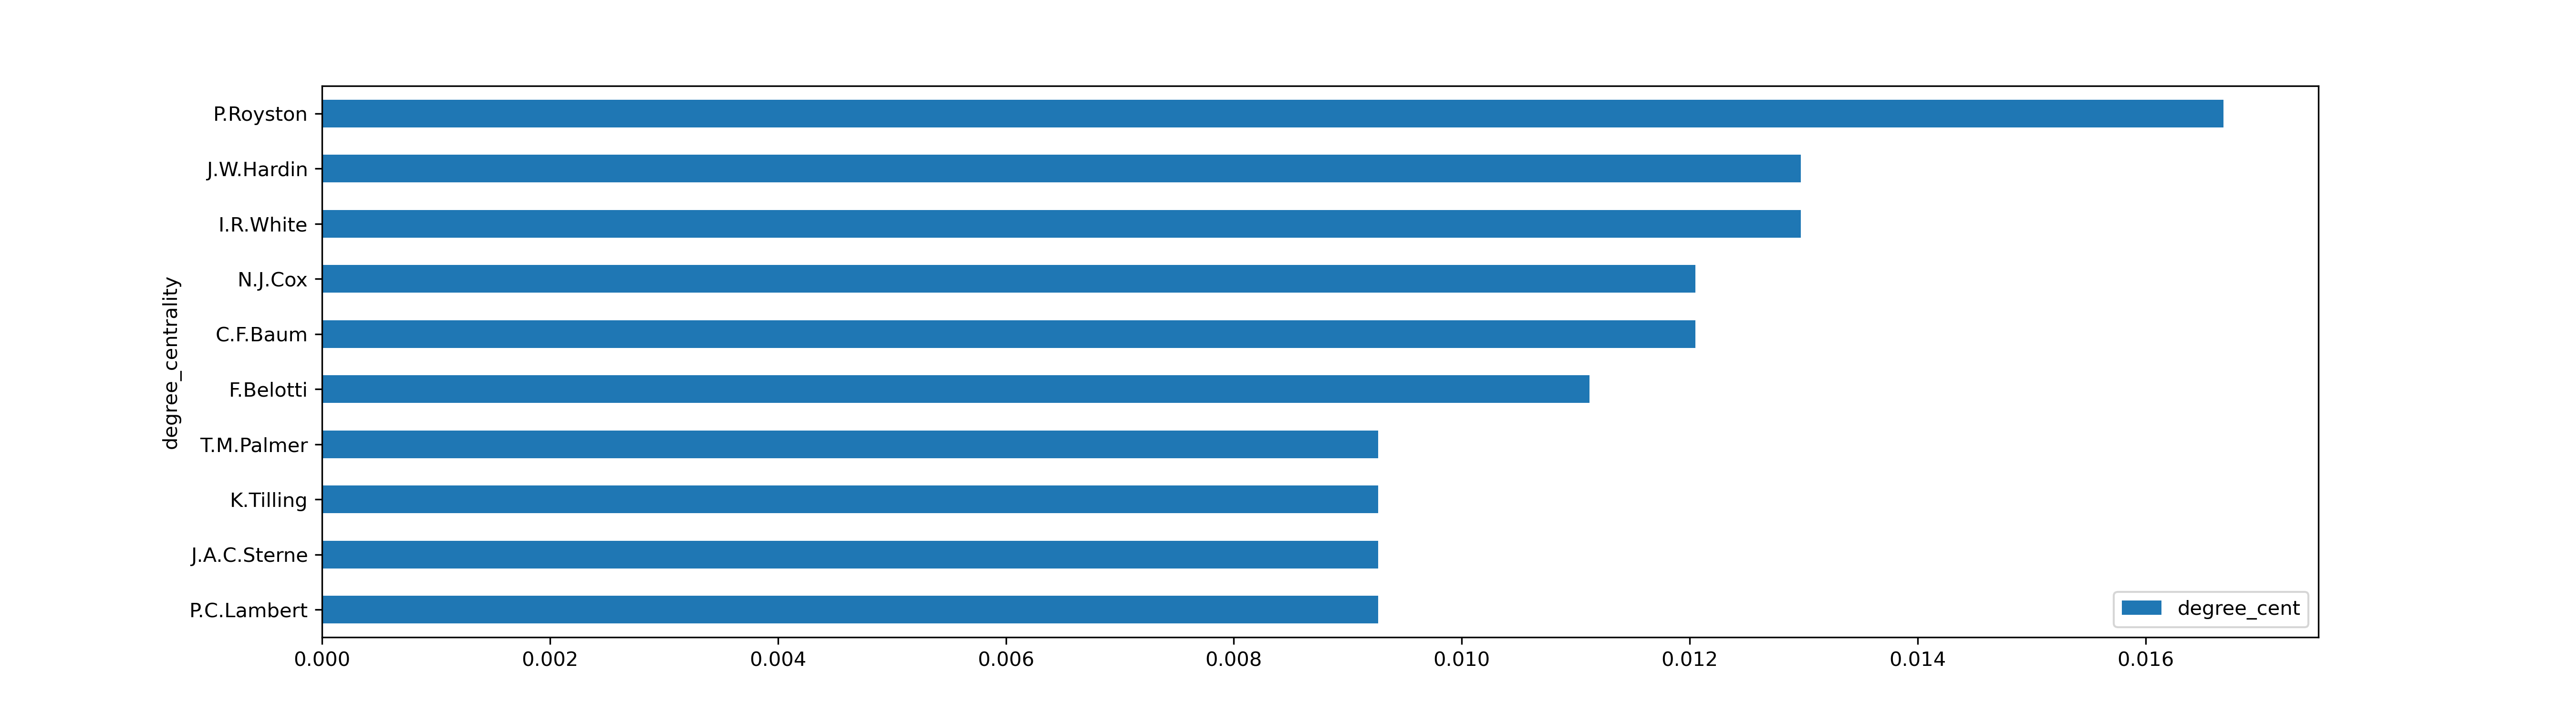 P.Royston
J.W.Hardin
I.R.White
N.J.Cox
C.F.Baum
F.Belotti
T.M.Palmer
K.Tilling
J.A.C.Sterne
P.C.Lambert
degree_centrality
0.000 0.002 0.004 0.006 0.008 0.010 0.012 0.014 0.016
degree_cent